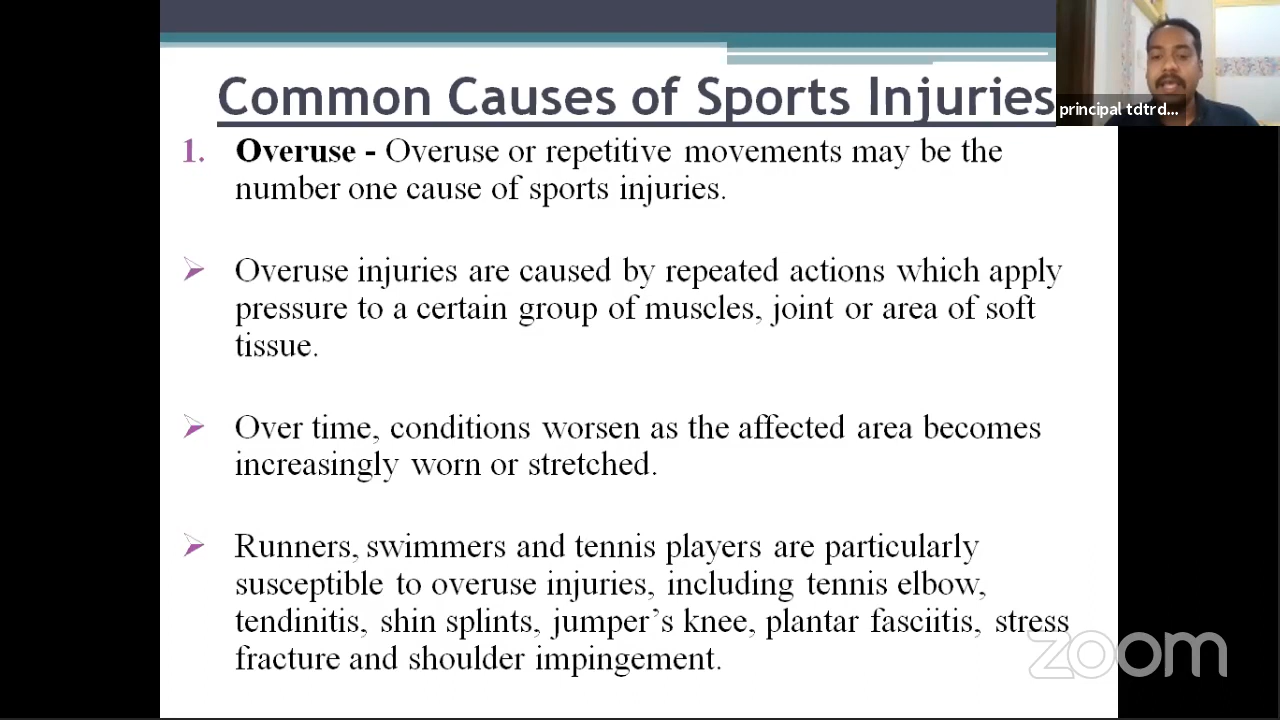 Common Causes of Sports Injuries
principal tdtrd...
1. Overuse - Overuse or repetitive movements may be the
number one cause of sports injuries.
Overuse injuries are caused by repeated actions which apply
pressure to a certain group of muscles, joint or area of soft
tissue.
Over time, conditions worsen as the affected area becomes
increasingly worn or stretched.
Runners, swimmers and tennis players are particularly
susceptible to overuse injuries, including tennis elbow,
tendinitis, shin splints, jumper’s knee, plantar fasciitis, stress
fracture and shoulder impingement.
zoom